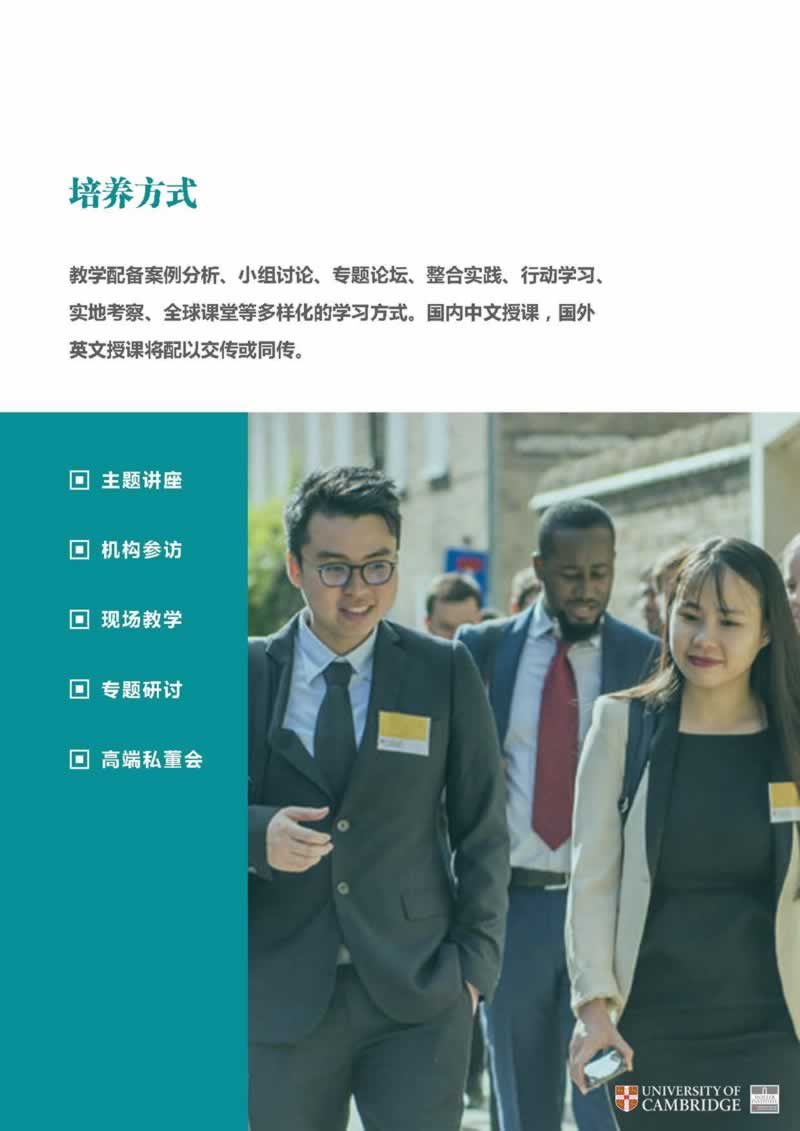 培养方式
教学配备案例分析、小组讨论、专题论坛、整合实践、行动学习、
实地考察、全球课堂等多样化的学习方式。国内中文授课，国外
英文授课将配以交传或同传。
主题讲座
机构参访
现场教学
专题研讨
高端私董会
UNIVERSITY OF
CAMBRIDGE